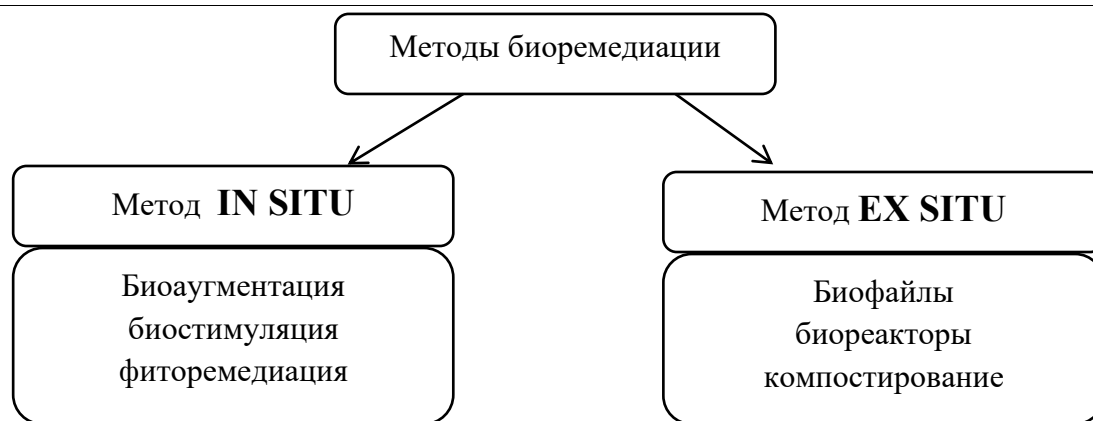 Методы биоремедиации
Метод IN SITU
Биоаугментация
биостимуляция
фиторемедиация
Метод EX SITU
Биофайлы
биореакторы
компостирование